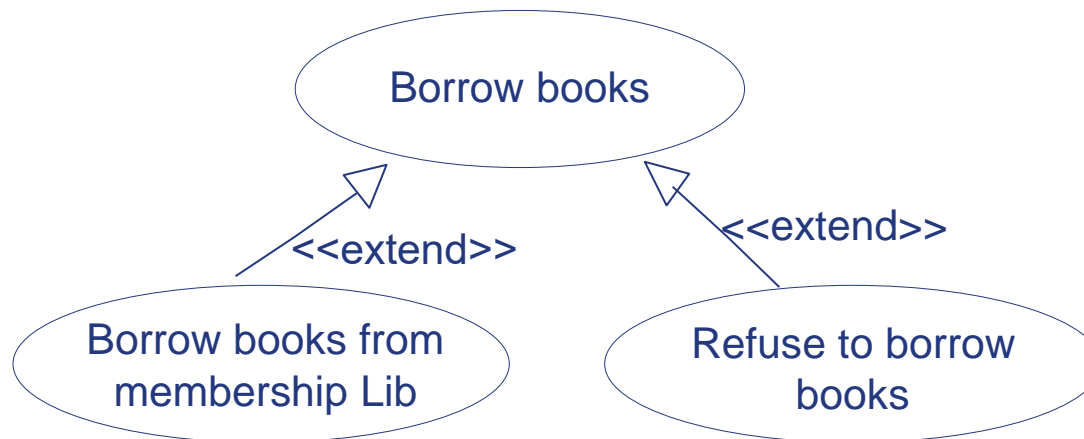 Borrow books
<<extend>>
<<extend>>
Borrow books from
membership Lib
Refuse to borrow
books